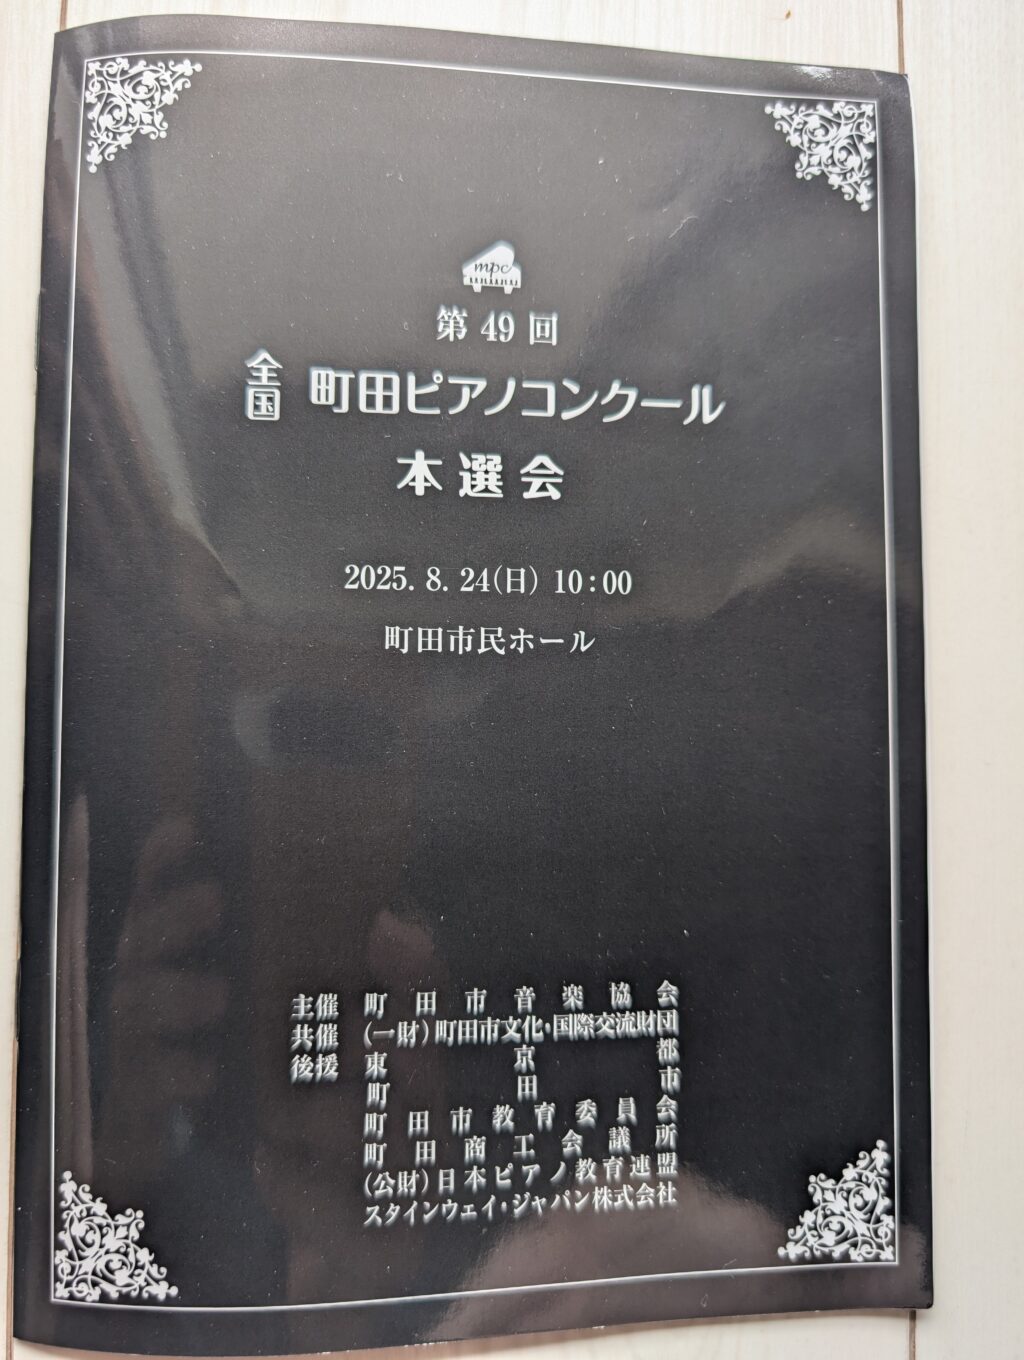 mpc
第 49 回
全国 町田ピアノコンクール
本選会
2025. 8. 24(日) 10:00
町田市民ホール
主催 町田市音楽協会
共催 (一財)町田市文化・国際交流財団
後援 東京都
町田市
町田市教育委員会
町田商工会議所
(公財)日本ピアノ教育連盟
スタインウェイ・ジャパン株式会社